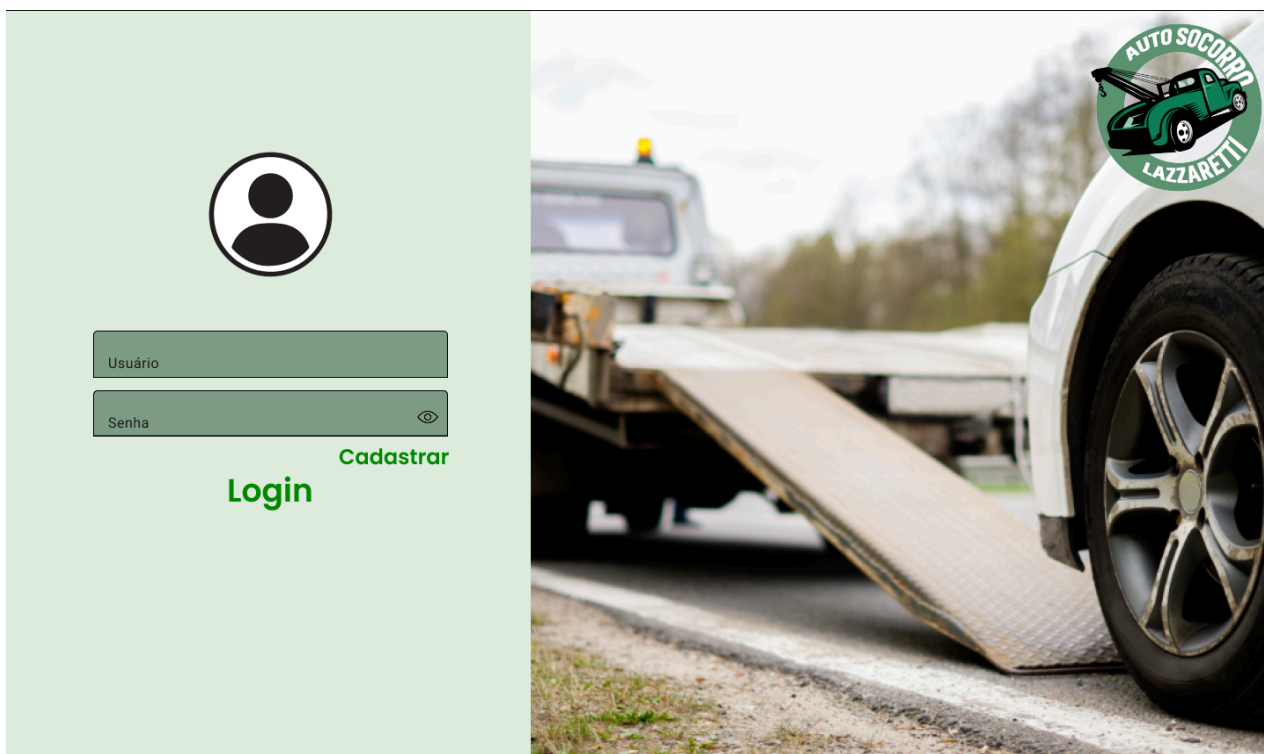 AUTO SOCORRO
LAZZARETTI
Usuário
Senha
Cadastrar
Login